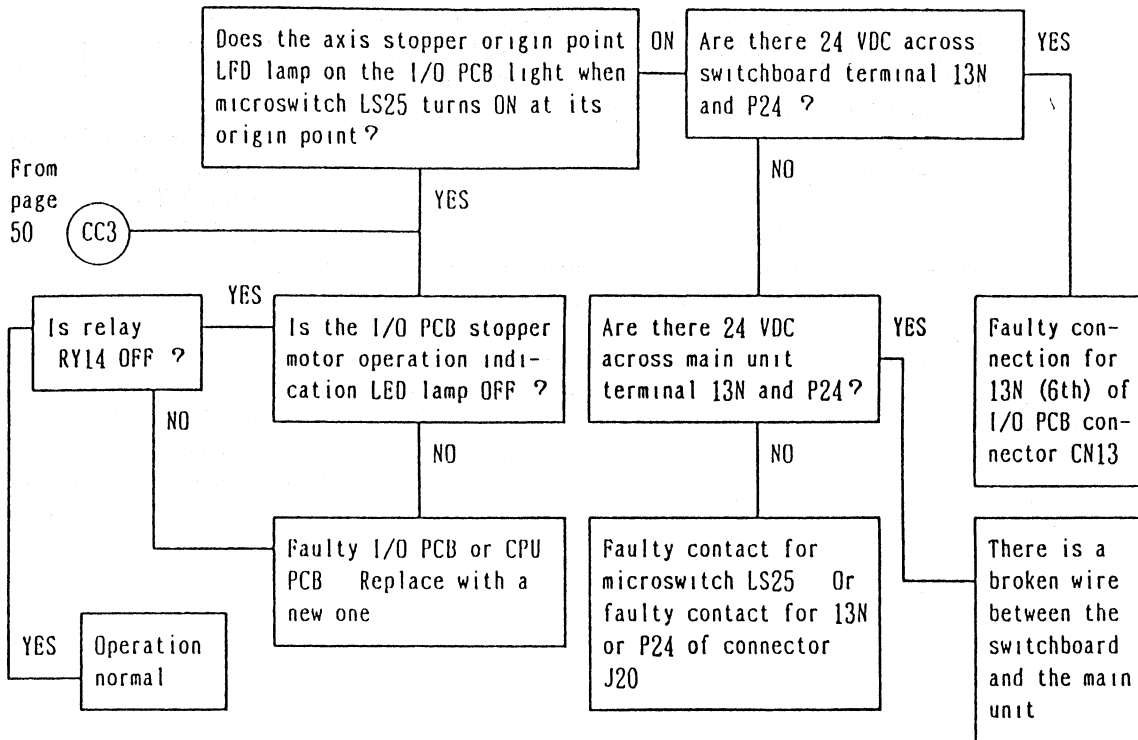 Does the axis stopper origin point
LFD lamp on the I/O PCB light when
microswitch LS25 turns ON at its
origin point?
ON
Are there 24 VDC across
switchboard terminal 13N
and P24 ?
YES
NO
From
page
50
CC3
YES
Is relay
RY14 OFF ?
YES
Is the I/O PCB stopper
motor operation indi-
cation LED lamp OFF ?
Are there 24 VDC
across main unit
terminal 13N and P24?
YES
Faulty con-
nection for
13N (6th) of
I/O PCB con-
nector CN13
NO
NO
NO
Faulty I/O PCB or CPU
PCB Replace with a
new one
Faulty contact for
microswitch LS25 Or
faulty contact for 13N
or P24 of connector
J20
There is a
broken wire
between the
switchboard
and the main
unit
YES
Operation
normal